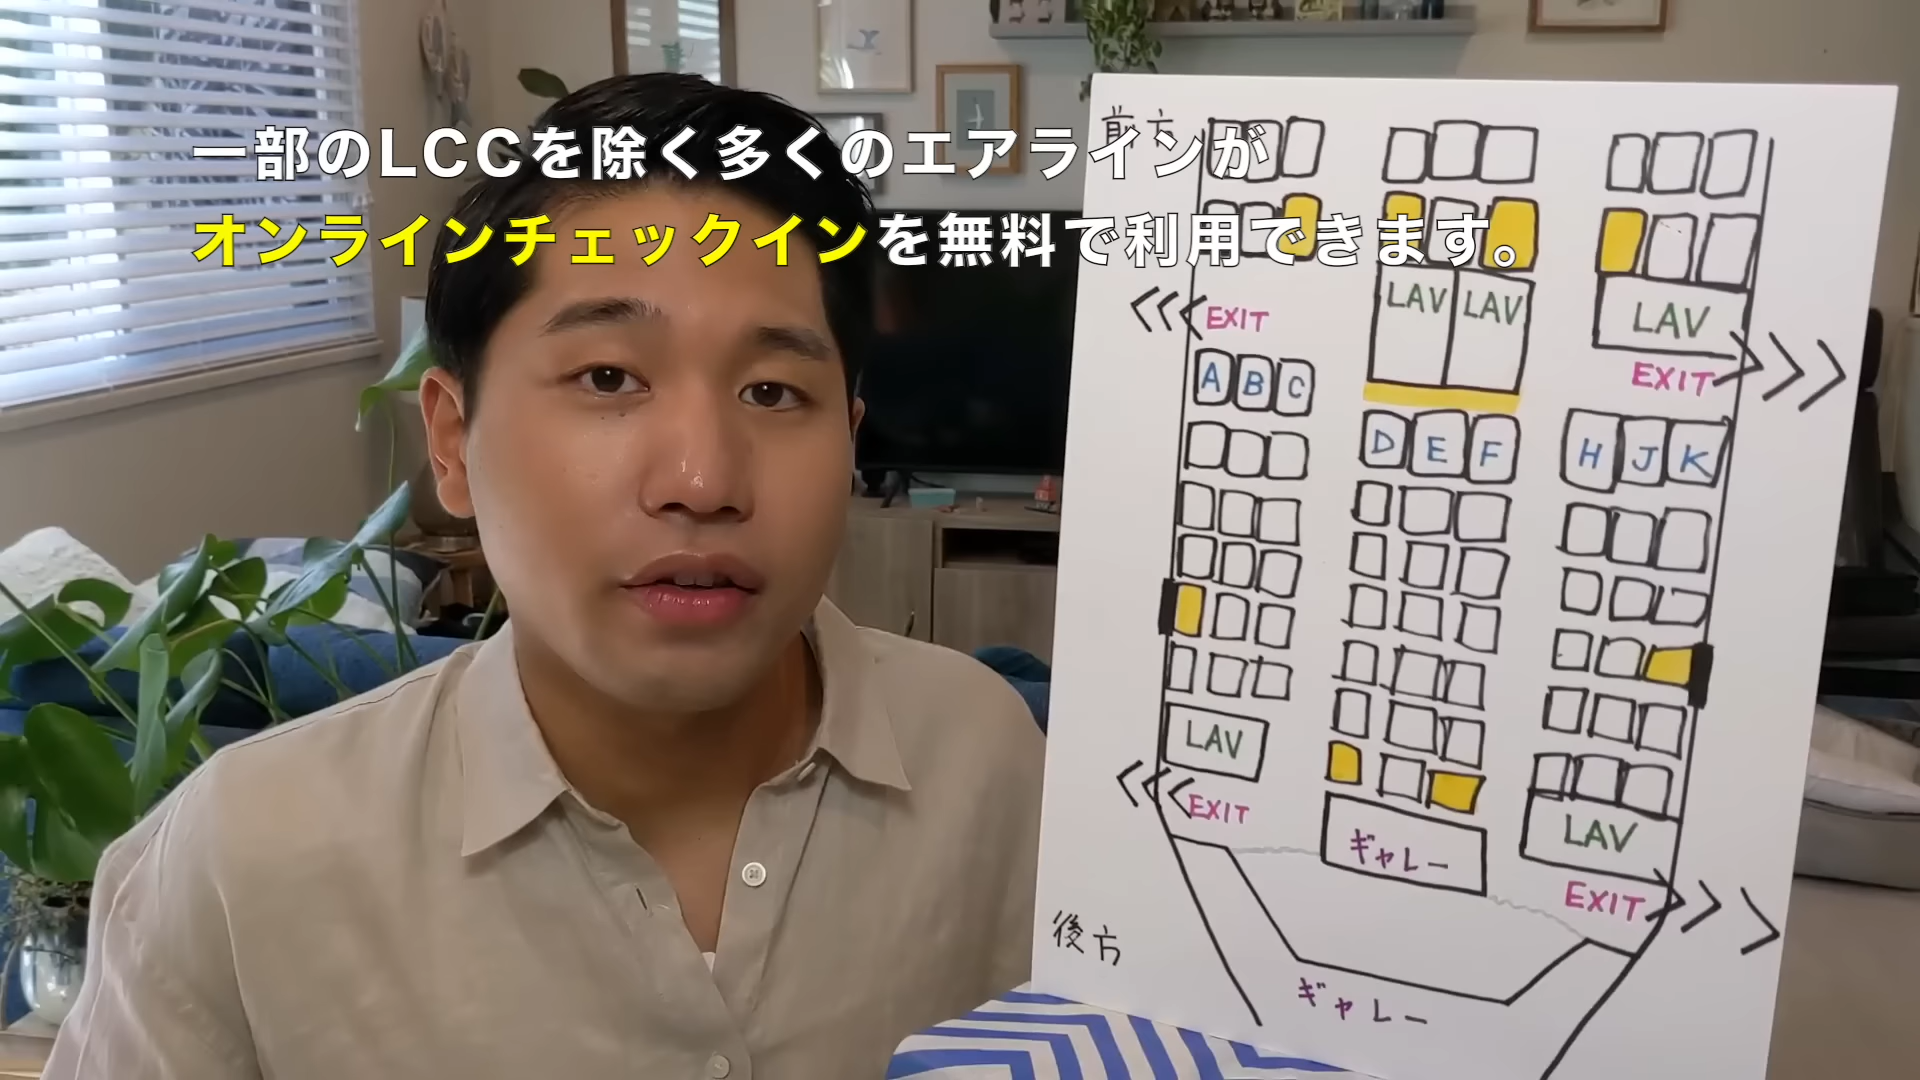 一部のLCCを除く多くのエアラインが
オンラインチェックインを無料で利用できます。
前方
LAV LAV
LAV
EXIT
EXIT
A B C
D E F
H J K
LAV
EXIT
ギャレー
LAV
EXIT
後方
ギャレー